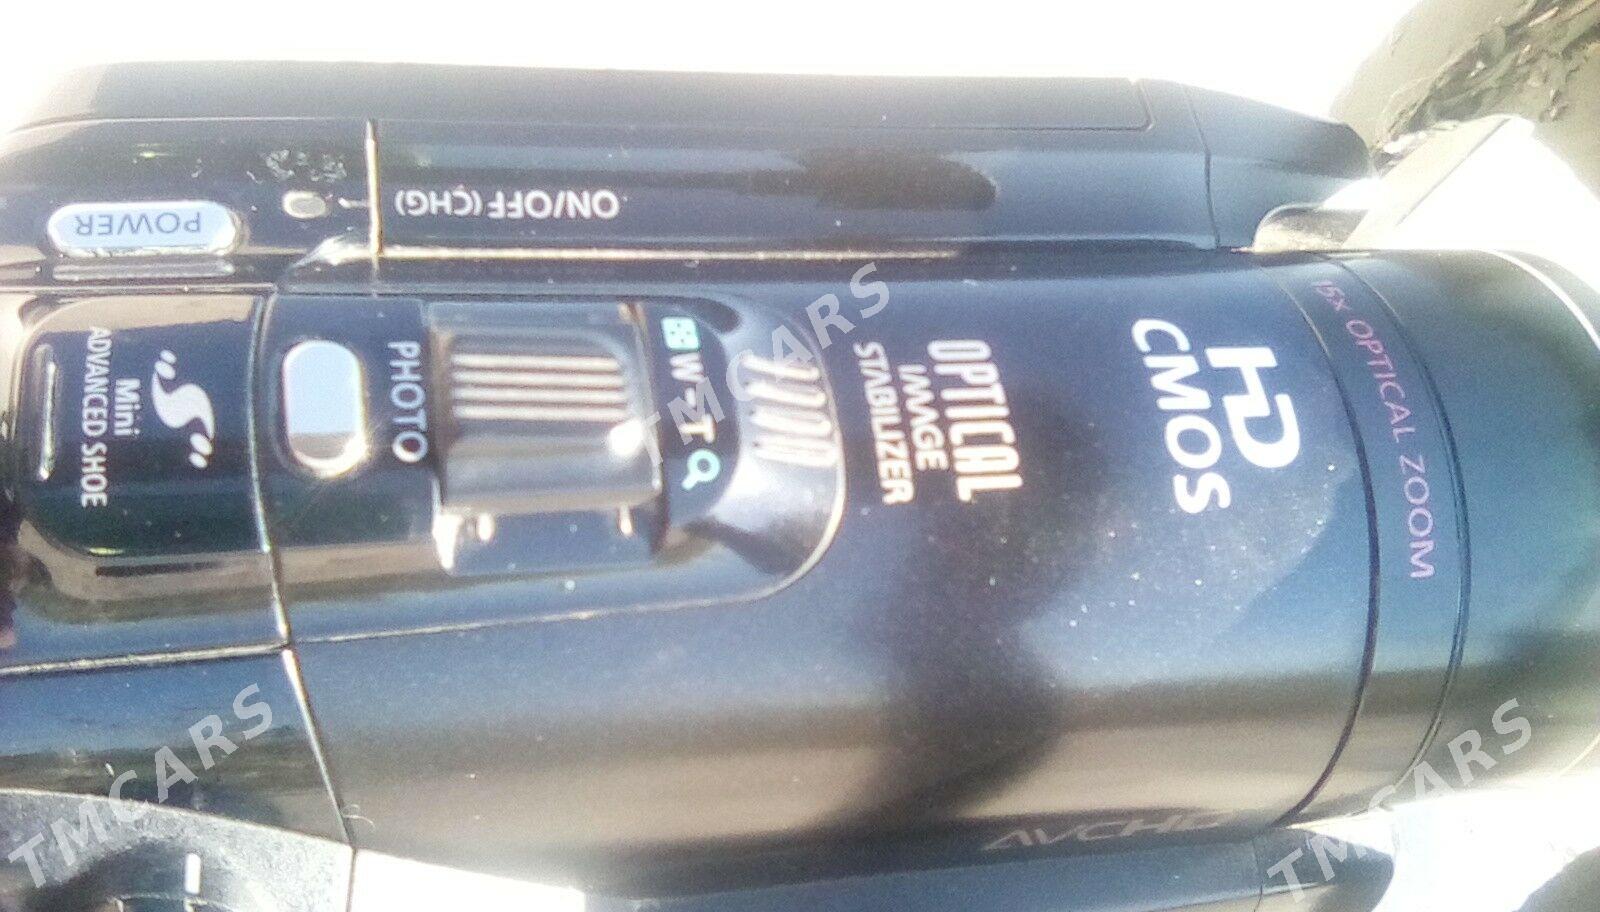 POWER
ON/OFF(CHG)
"S"
Mini
ADVANCED SHOE
PHOTO
W-T
OPTICAL
IMAGE
STABILIZER
HD
CMOS
15x OPTICAL ZOOM
AVCHD
TMCARS
TMCARS
TMCARS
TMCARS